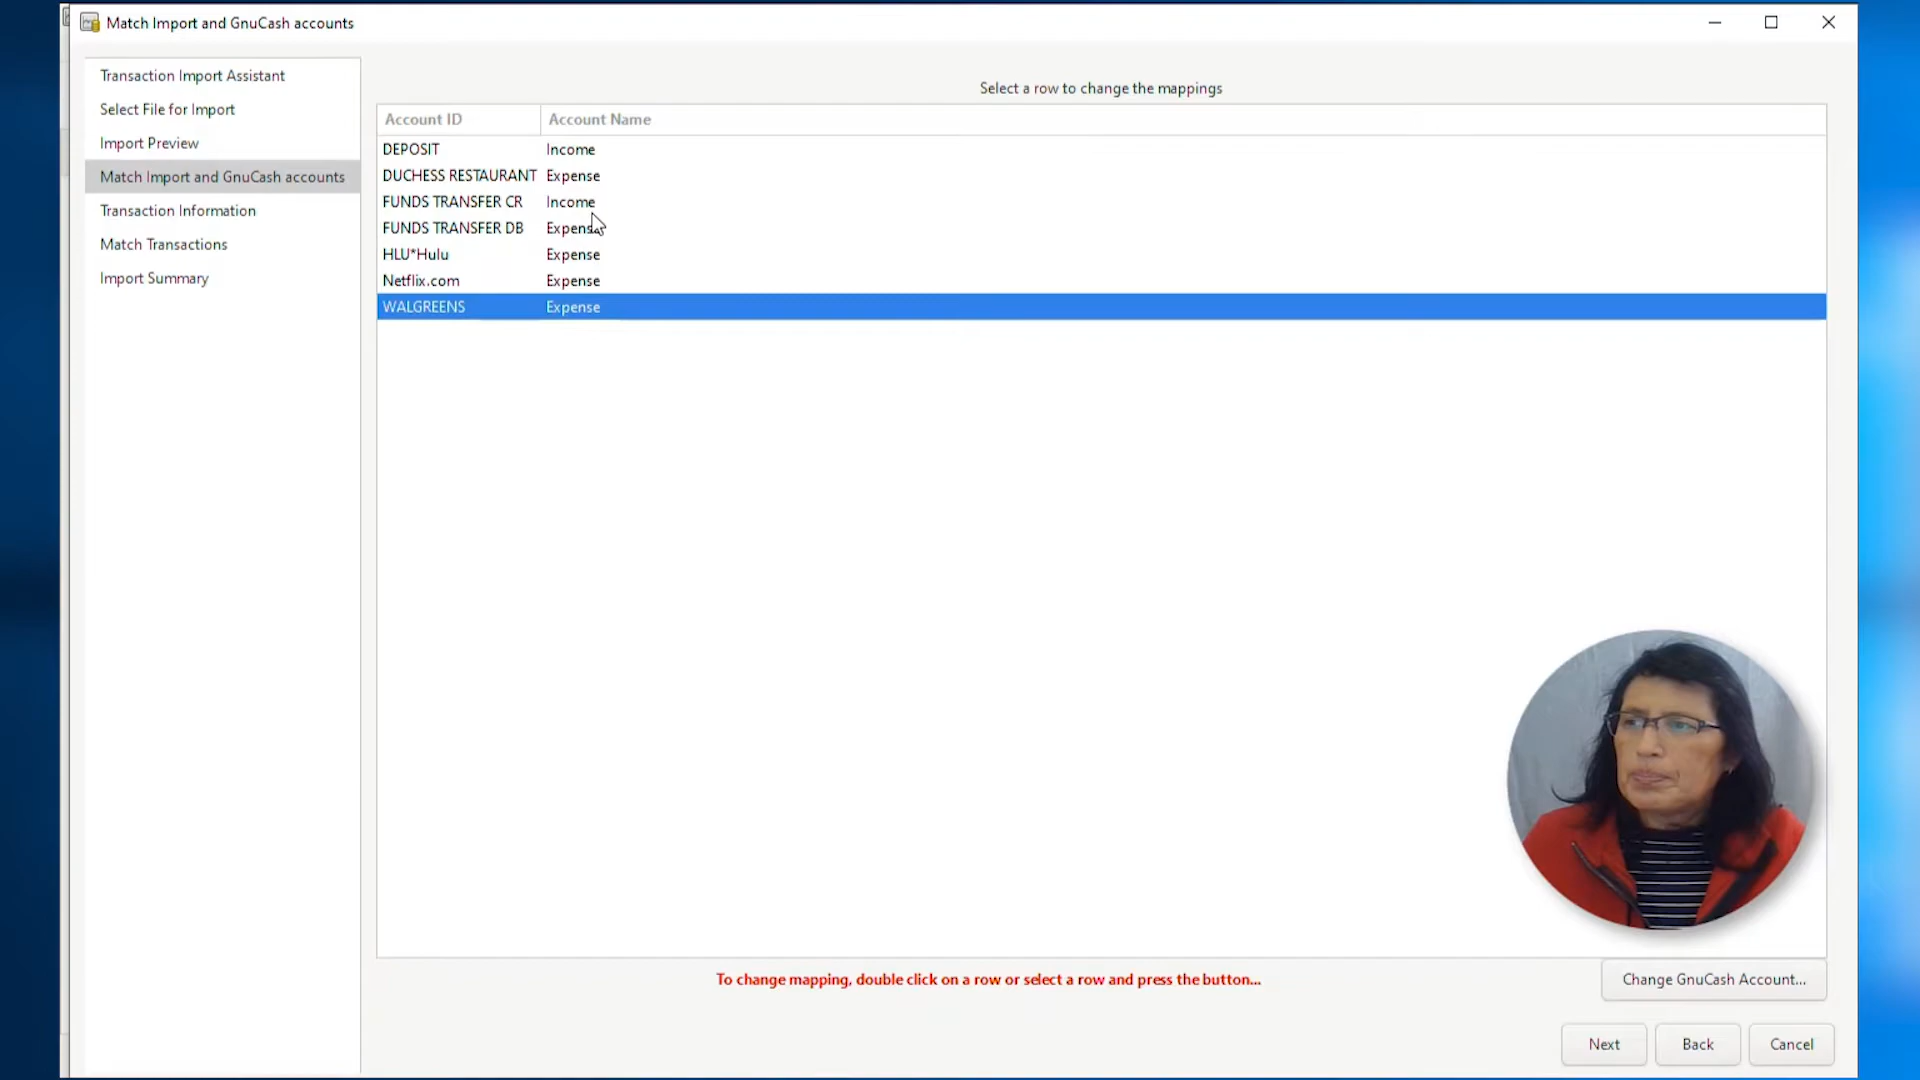 Match Import and GnuCash accounts
Transaction Import Assistant
Select File for Import
Import Preview
Match Import and GnuCash accounts
Transaction Information
Match Transactions
Import Summary
Select a row to change the mappings
Account ID Account Name
DEPOSIT Income
DUCHESS RESTAURANT Expense
FUNDS TRANSFER CR Income
FUNDS TRANSFER DB Expense
HLU*Hulu Expense
Netflix.com Expense
WALGREENS Expense
To change mapping, double click on a row or select a row and press the button...
Change GnuCash Account...
Next Back Cancel